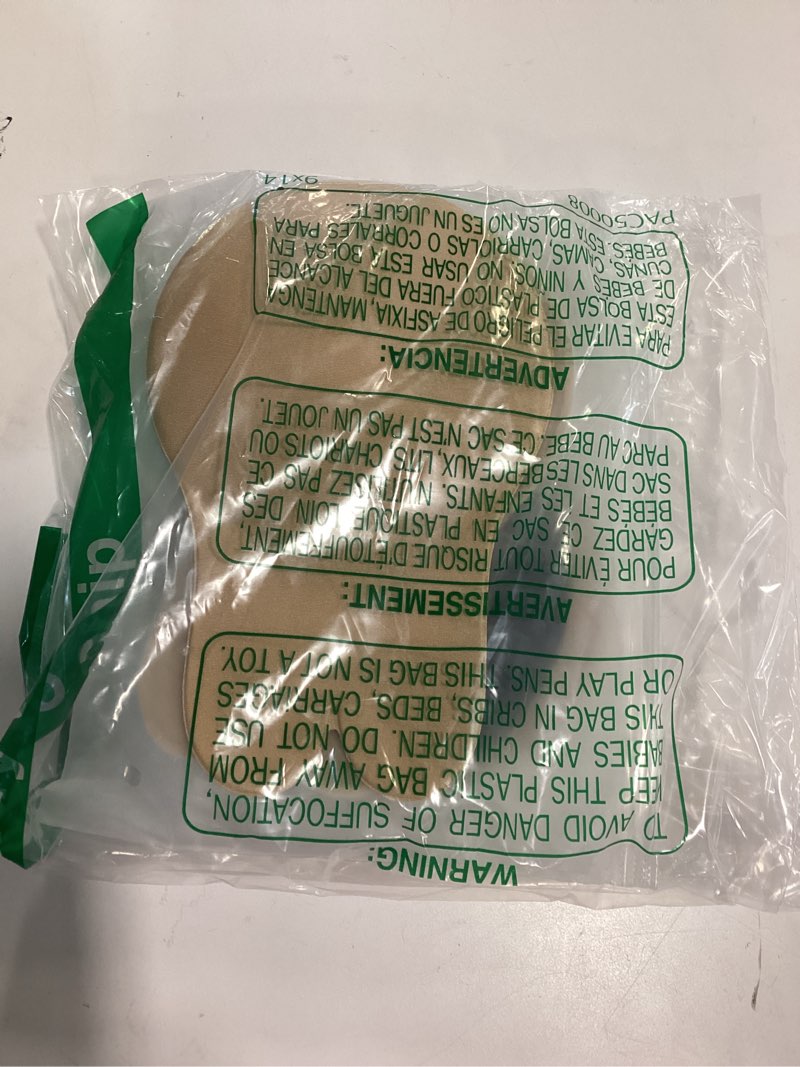 WARNING:
TO AVOID DANGER OF SUFFOCATION,
KEEP THIS PLASTIC BAG AWAY FROM
BABIES AND CHILDREN. DO NOT USE
THIS BAG IN CRIBS, BEDS, CARRIAGES
OR PLAY PENS. THIS BAG IS NOT A TOY.
AVERTISSEMENT:
POUR ÉVITER TOUT RISQUE D'ÉTOUFFEMENT,
GARDEZ CE SAC EN PLASTIQUE LOIN DES
BÉBÉS ET LES ENFANTS. N'UTILISEZ PAS CE
SAC DANS LES BERCEAUX, LITS, CHARIOTS OU
PARC AU BÉBÉ. CE SAC N'EST PAS UN JOUET.
ADVERTENCIA:
PARA EVITAR EL PELIGRO DE ASFIXIA, MANTENGA
ESTA BOLSA DE PLASTICO FUERA DEL ALCANCE
DE BEBÉS Y NINOS. NO USAR ESTA BOLSA EN
CUNAS, CAMAS, CARRIOLAS O CORRALES PARA
BEBÉS. ESTA BOLSA NO ES UN JUGUETE.
PAC50008
9x14